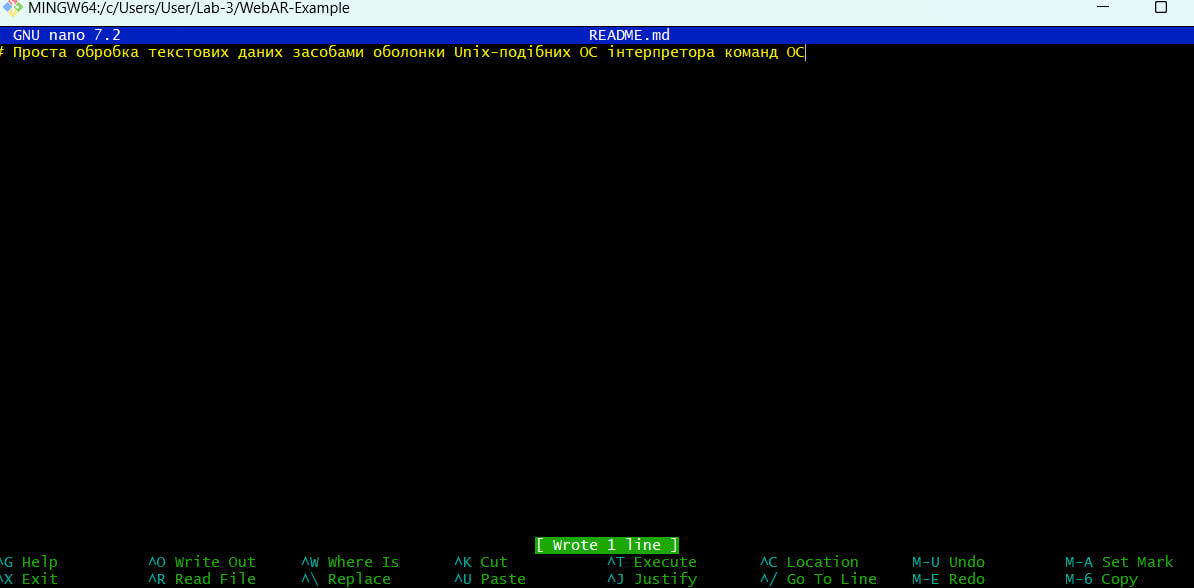 MINGW64:/c/Users/User/Lab-3/WebAR-Example
GNU nano 7.2 README.md
# Проста обробка текстових даних засобами оболонки Unix-подібних ОС інтерпретора команд ОС
[ Wrote 1 line ]
^G Help ^O Write Out ^W Where Is ^K Cut ^T Execute ^C Location M-U Undo M-A Set Mark
^X Exit ^R Read File ^\ Replace ^U Paste ^J Justify ^/ Go To Line M-E Redo M-6 Copy